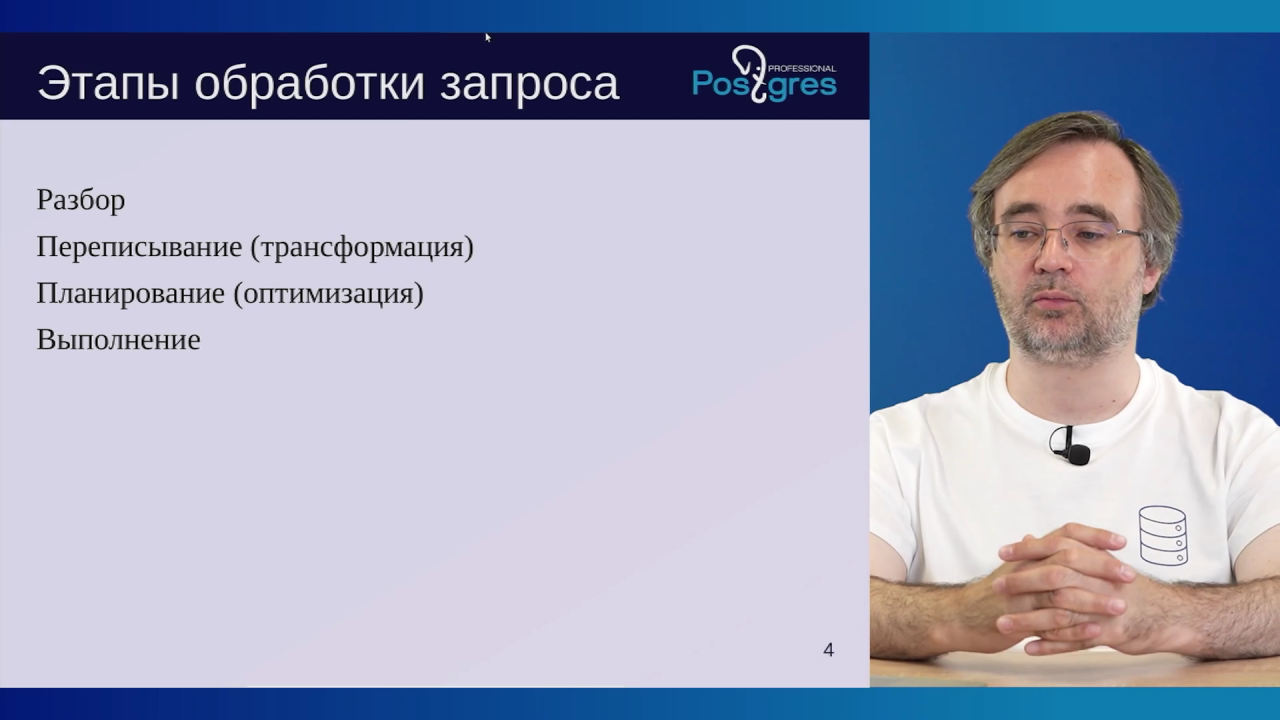 Этапы обработки запроса
PROFESSIONAL
Postgres
Разбор
Переписывание (трансформация)
Планирование (оптимизация)
Выполнение
4